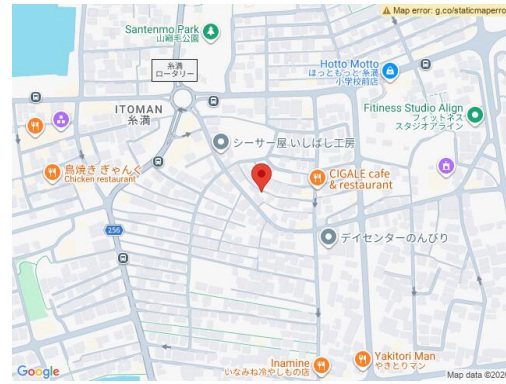 Map error: g.co/staticmaperro
Santenmo Park
山巓毛公園
糸満
ロータリー
Hotto Motto
ほっともっと 糸満
小学校前店
ITOMAN
糸満
Fitiness Studio Align
フィットネス
スタジオアライン
シーサー屋 いしばし工房
鳥焼き ぎゃんぐ
Chicken restaurant
CIGALE cafe
& restaurant
256
デイセンターのんびり
Inamine
いなみね冷やしもの店
Yakitori Man
やきとりマン
Google
Map data ©2026